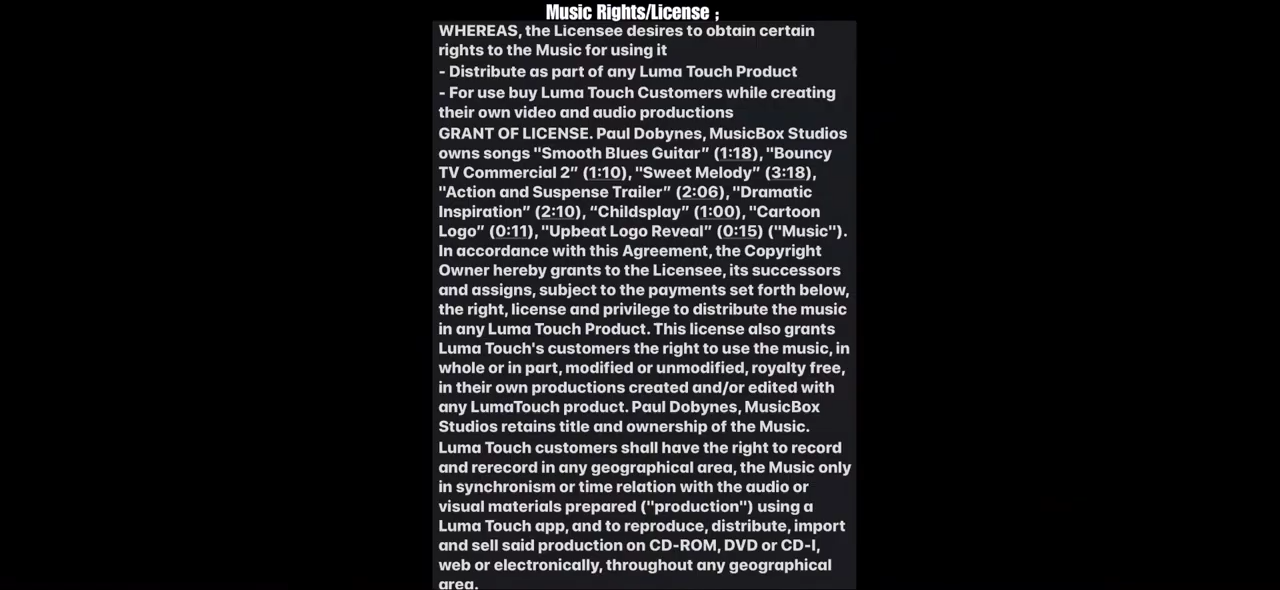 Music Rights/License ;
WHEREAS, the Licensee desires to obtain certain
rights to the Music for using it
- Distribute as part of any Luma Touch Product
- For use buy Luma Touch Customers while creating
their own video and audio productions
GRANT OF LICENSE. Paul Dobynes, MusicBox Studios
owns songs "Smooth Blues Guitar” (1:18), "Bouncy
TV Commercial 2” (1:10), "Sweet Melody” (3:18),
"Action and Suspense Trailer” (2:06), "Dramatic
Inspiration” (2:10), “Childsplay” (1:00), "Cartoon
Logo” (0:11), "Upbeat Logo Reveal” (0:15) ("Music").
In accordance with this Agreement, the Copyright
Owner hereby grants to the Licensee, its successors
and assigns, subject to the payments set forth below,
the right, license and privilege to distribute the music
in any Luma Touch Product. This license also grants
Luma Touch's customers the right to use the music, in
whole or in part, modified or unmodified, royalty free,
in their own productions created and/or edited with
any LumaTouch product. Paul Dobynes, MusicBox
Studios retains title and ownership of the Music.
Luma Touch customers shall have the right to record
and rerecord in any geographical area, the Music only
in synchronism or time relation with the audio or
visual materials prepared ("production") using a
Luma Touch app, and to reproduce, distribute, import
and sell said production on CD-ROM, DVD or CD-I,
web or electronically, throughout any geographical
area.